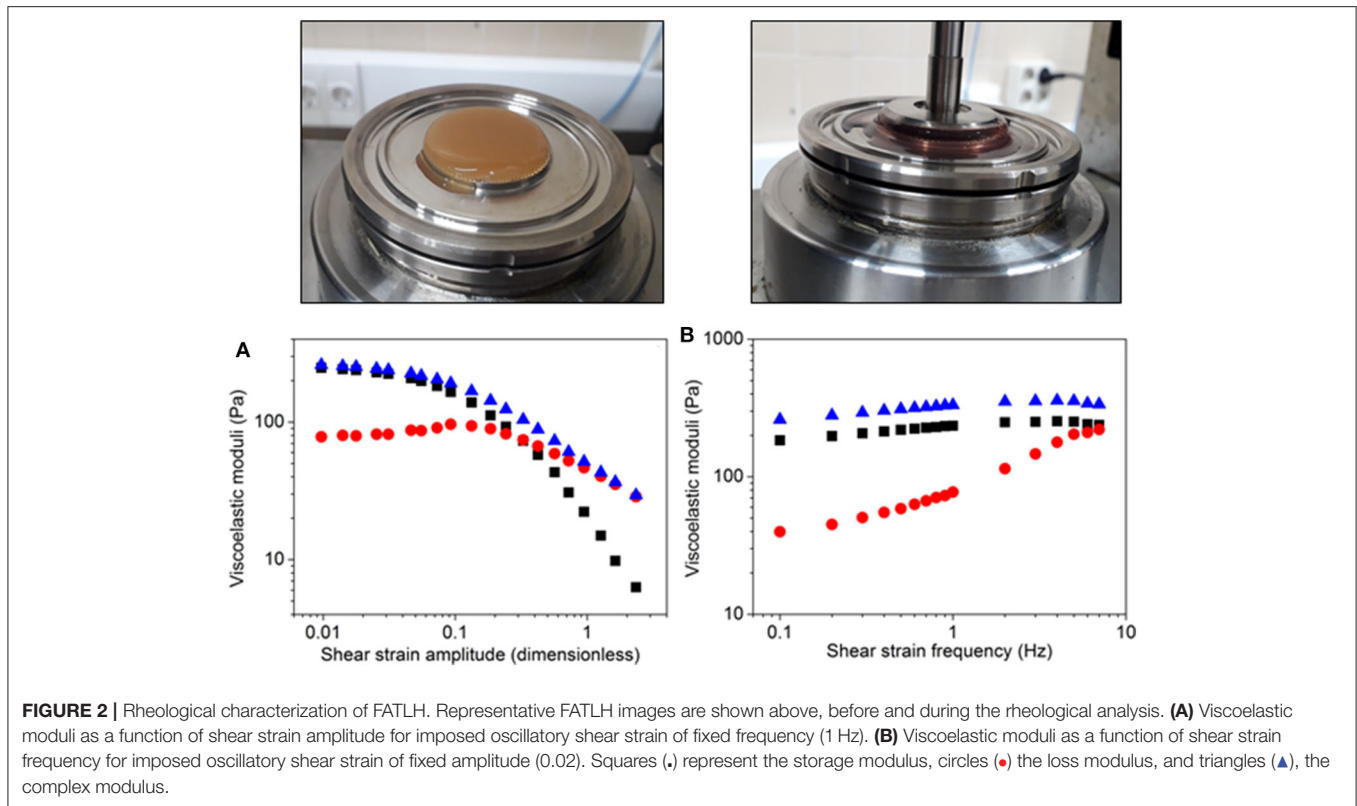 A
B
Viscoelastic moduli (Pa)
100
10
0.01
0.1
1
Shear strain amplitude (dimensionless)
Viscoelastic moduli (Pa)
1000
100
10
0.1
1
10
Shear strain frequency (Hz)
FIGURE 2 | Rheological characterization of FATLH. Representative FATLH images are shown above, before and during the rheological analysis. (A) Viscoelastic
moduli as a function of shear strain amplitude for imposed oscillatory shear strain of fixed frequency (1 Hz). (B) Viscoelastic moduli as a function of shear strain
frequency for imposed oscillatory shear strain of fixed amplitude (0.02). Squares (▪) represent the storage modulus, circles (●) the loss modulus, and triangles (▲), the
complex modulus.